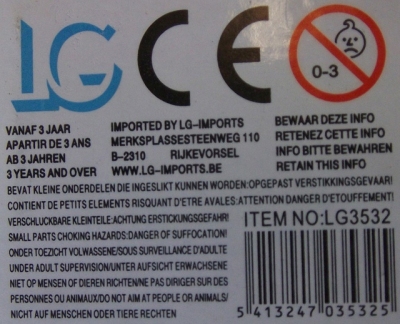 LG CE
0-3
VANAF 3 JAAR
APARTIR DE 3 ANS
AB 3 JAHREN
3 YEARS AND OVER
IMPORTED BY LG-IMPORTS
MERKSPLASSESTEENWEG 110
B-2310 RIJKEVORSEL
WWW.LG-IMPORTS.BE
BEWAAR DEZE INFO
RETENEZ CETTE INFO
INFO BITTE BEWAHREN
RETAIN THIS INFO
BEVAT KLEINE ONDERDELEN DIE INGESLIKT KUNNEN WORDEN:OPGEPAST VERSTIKKINGSGEVAAR!
CONTIENT DE PETITS ELEMENTS RISQUANT D'ETRE AVALES:ATTENTION DANGER D'ETOUFFEMENT!
VERSCHLUCKBARE KLEINTEILE:ACHTUNG ERSTICKUNGSGEFAHR!
SMALL PARTS CHOKING HAZARDS:DANGER OF SUFFOCATION!
ONDER TOEZICHT VOLWASSENE/SOUS SURVEILLANCE D'ADULTE
UNDER ADULT SUPERVISION/UNTER AUFSICHT ERWACHSENE
NIET OP MENSEN OF DIEREN RICHTEN/NE PAS DIRIGER SUR DES
PERSONNES OU ANIMAUX/DO NOT AIM AT PEOPLE OR ANIMALS/
NICHT AUF MENSCHEN ODER TIERE RECHTEN
ITEM NO:LG3532
5 413247 035325